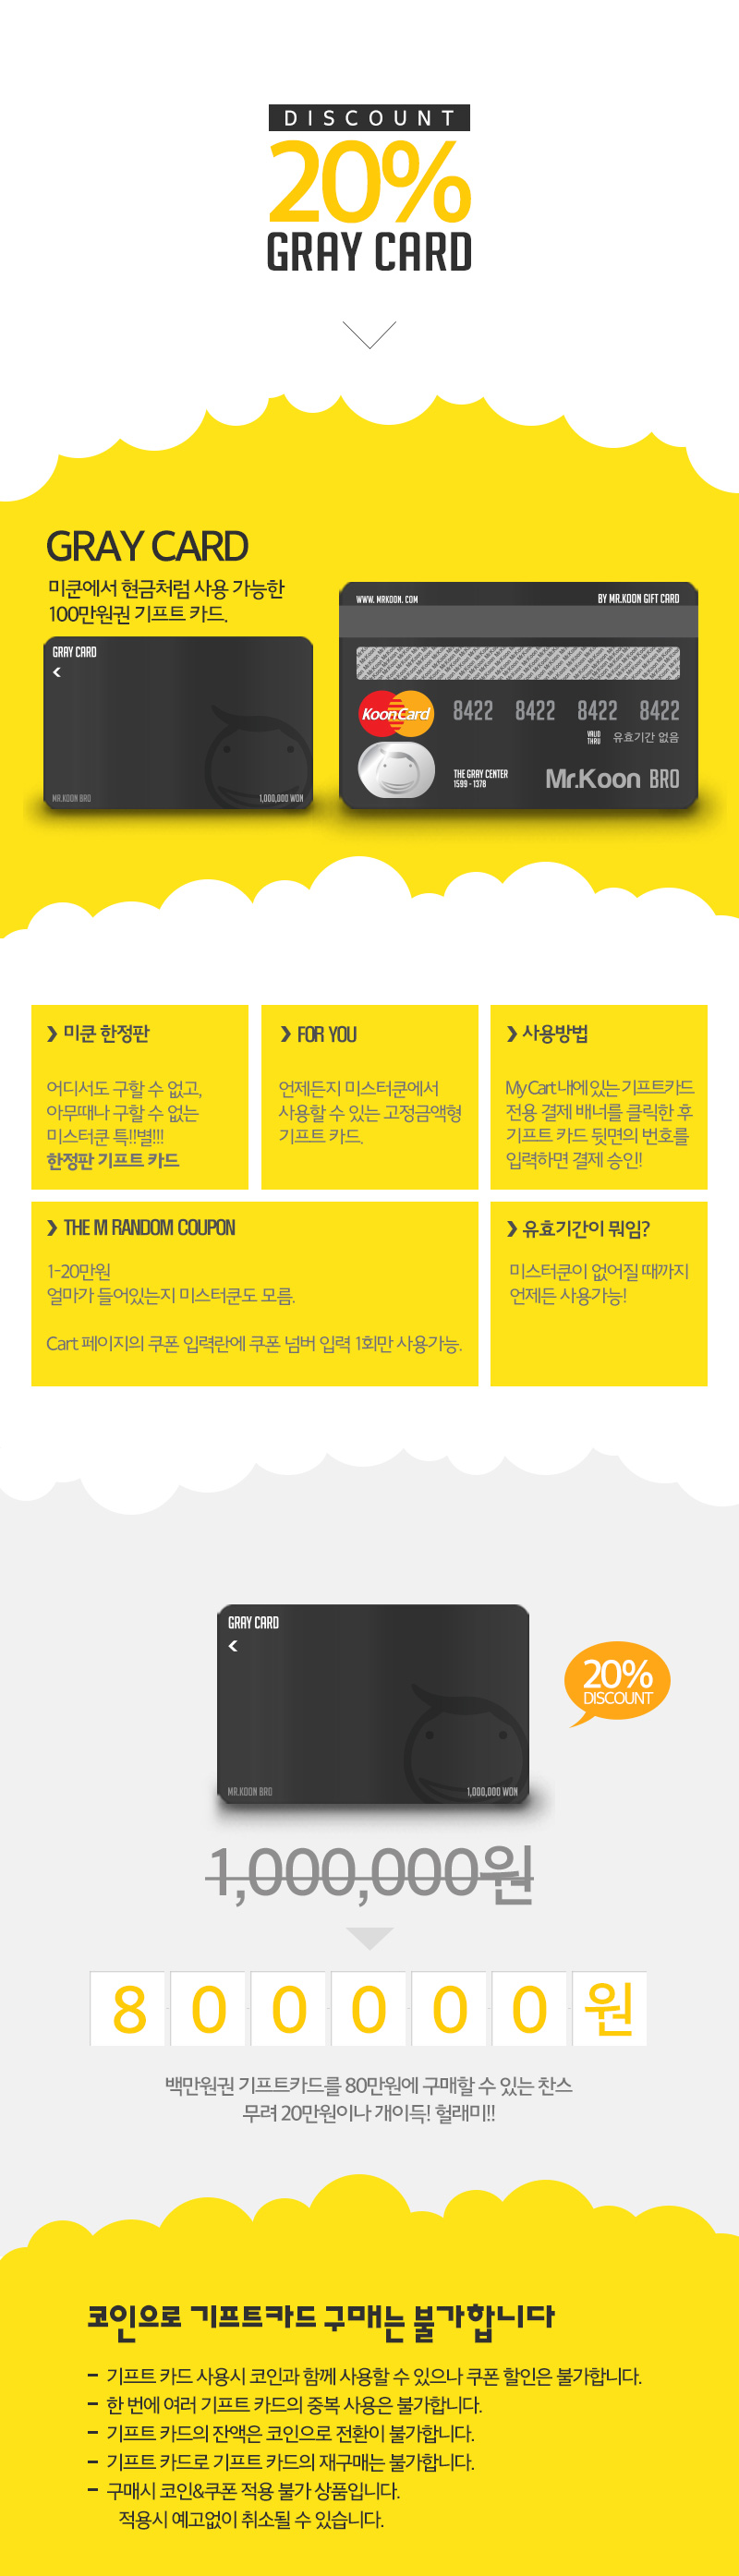 DISCOUNT
20%
GRAY CARD
GRAY CARD
미쿤에서 현금처럼 사용 가능한
100만원권 기프트 카드.
GRAY CARD
MR.KOON BRO
1,000,000 WON
WWW. MRKOON. COM
BY MR.KOON GIFT CARD
KoonCard
8422 8422 8422 8422
VALID THRU 유효기간 없음
THE GRAY CENTER
1599 - 1378
Mr.Koon BRO
미쿤 한정판
어디서도 구할 수 없고,
아무때나 구할 수 없는
미스터쿤 특!!별!!!
한정판 기프트 카드
FOR YOU
언제든지 미스터쿤에서
사용할 수 있는 고정금액형
기프트 카드.
사용방법
My Cart 내에 있는 기프트카드
전용 결제 배너를 클릭한 후
기프트 카드 뒷면의 번호를
입력하면 결제 승인!
THE M RANDOM COUPON
1-20만원
얼마가 들어있는지 미스터쿤도 모름.
Cart 페이지의 쿠폰 입력란에 쿠폰 넘버 입력 1회만 사용가능.
유효기간이 뭐임?
미스터쿤이 없어질 때까지
언제든 사용가능!
GRAY CARD
MR.KOON BRO
1,000,000 WON
20%
DISCOUNT
1,000,000원
800000원
백만원권 기프트카드를 80만원에 구매할 수 있는 찬스
무려 20만원이나 개이득! 헐래미!!
코인으로 기프트카드 구매는 불가합니다
- 기프트 카드 사용시 코인과 함께 사용할 수 있으나 쿠폰 할인은 불가합니다.
- 한 번에 여러 기프트 카드의 중복 사용은 불가합니다.
- 기프트 카드의 잔액은 코인으로 전환이 불가합니다.
- 기프트 카드로 기프트 카드의 재구매는 불가합니다.
- 구매시 코인&쿠폰 적용 불가 상품입니다.
적용시 예고없이 취소될 수 있습니다.